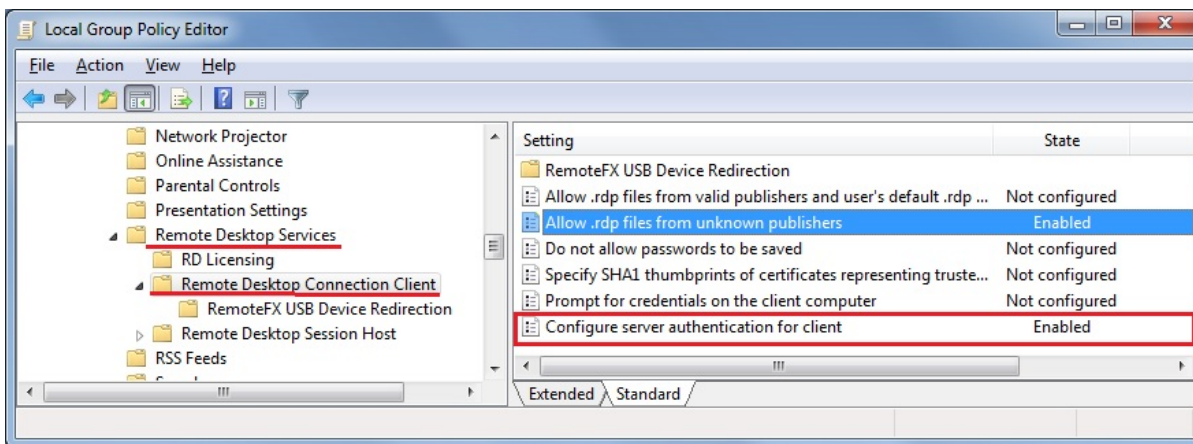 Local Group Policy Editor
File Action View Help
Network Projector
Online Assistance
Parental Controls
Presentation Settings
Remote Desktop Services
RD Licensing
Remote Desktop Connection Client
RemoteFX USB Device Redirection
Remote Desktop Session Host
RSS Feeds
Setting State
RemoteFX USB Device Redirection
Allow .rdp files from valid publishers and user's default .rdp ... Not configured
Allow .rdp files from unknown publishers Enabled
Do not allow passwords to be saved Not configured
Specify SHA1 thumbprints of certificates representing truste... Not configured
Prompt for credentials on the client computer Not configured
Configure server authentication for client Enabled
Extended Standard